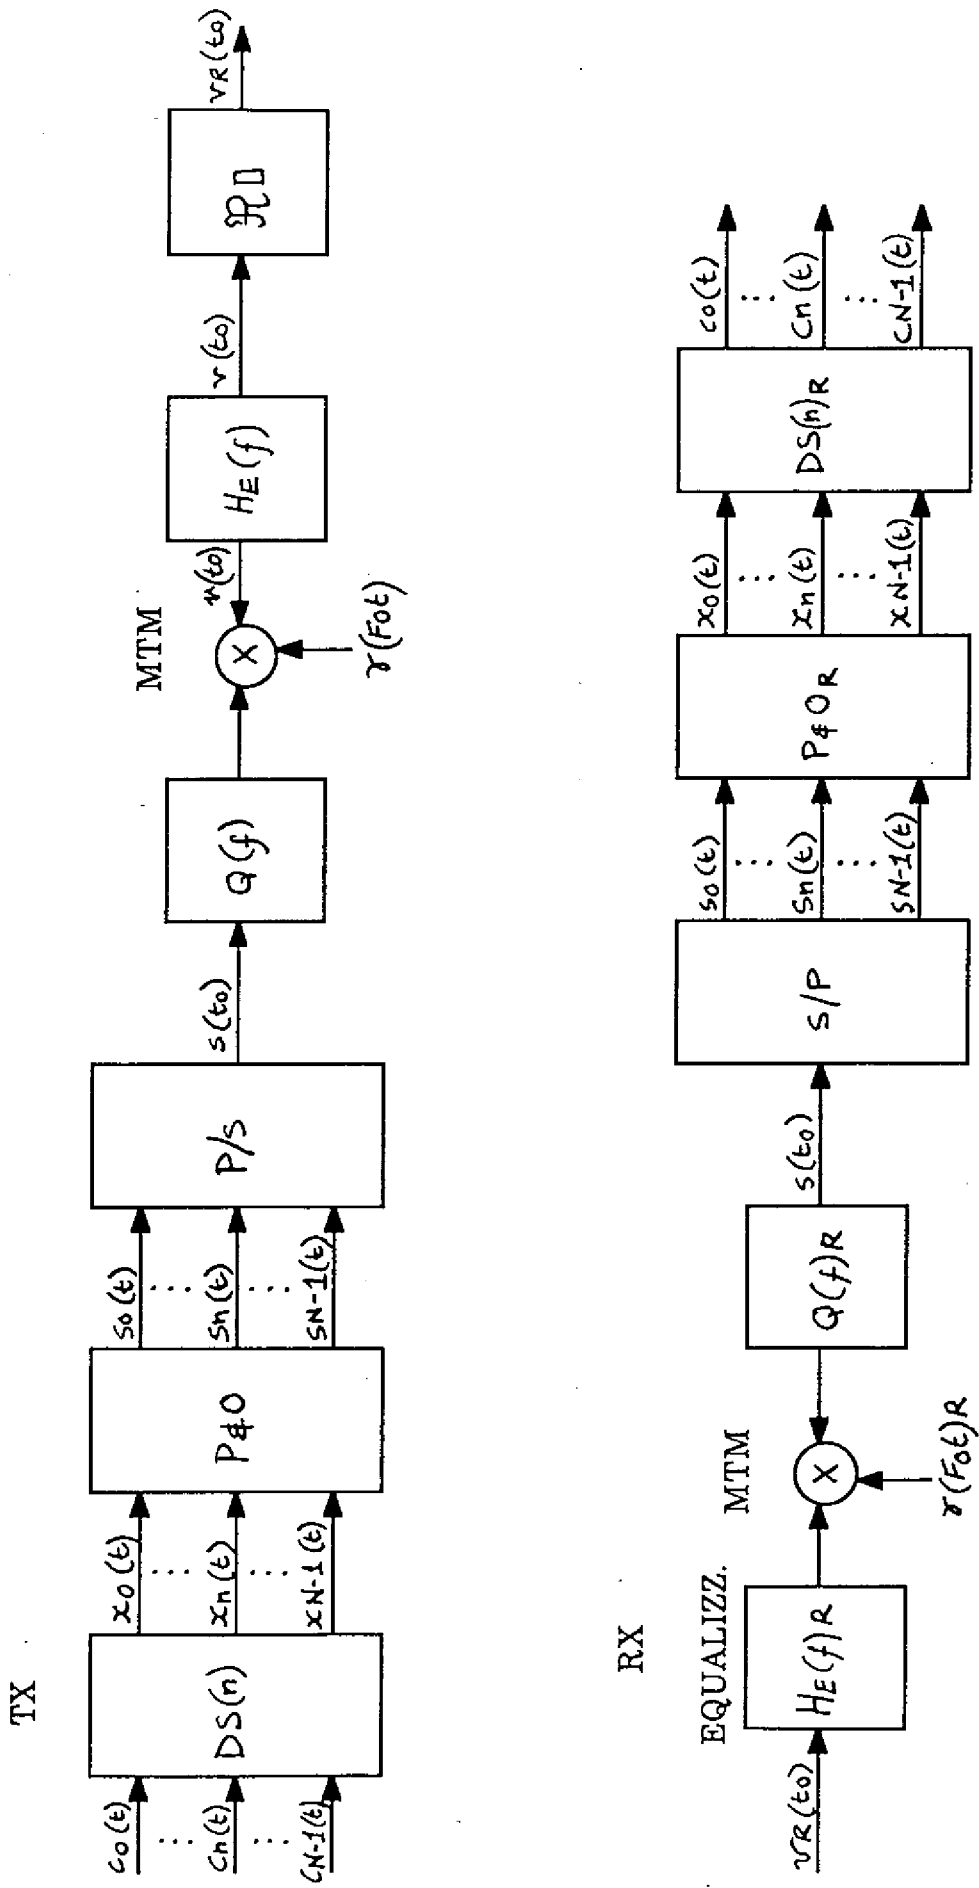 TX
c0(t)
...
cn(t)
...
cN-1(t)
DS(n)
x0(t)
...
xn(t)
...
xN-1(t)
P&O
s0(t)
...
sn(t)
...
sN-1(t)
P/S
s(t0)
Q(f)
MTM
X
γ(F0t)
u(t0)
HE(f)
v(t0)
ℜ[]
vR(t0)
RX
EQUALIZZ.
vR(t0)
HE(f)R
MTM
X
γ(F0t)R
Q(f)R
s(t0)
S/P
s0(t)
...
sn(t)
...
sN-1(t)
P&OR
x0(t)
...
xn(t)
...
xN-1(t)
DS(n)R
c0(t)
...
cn(t)
...
cN-1(t)